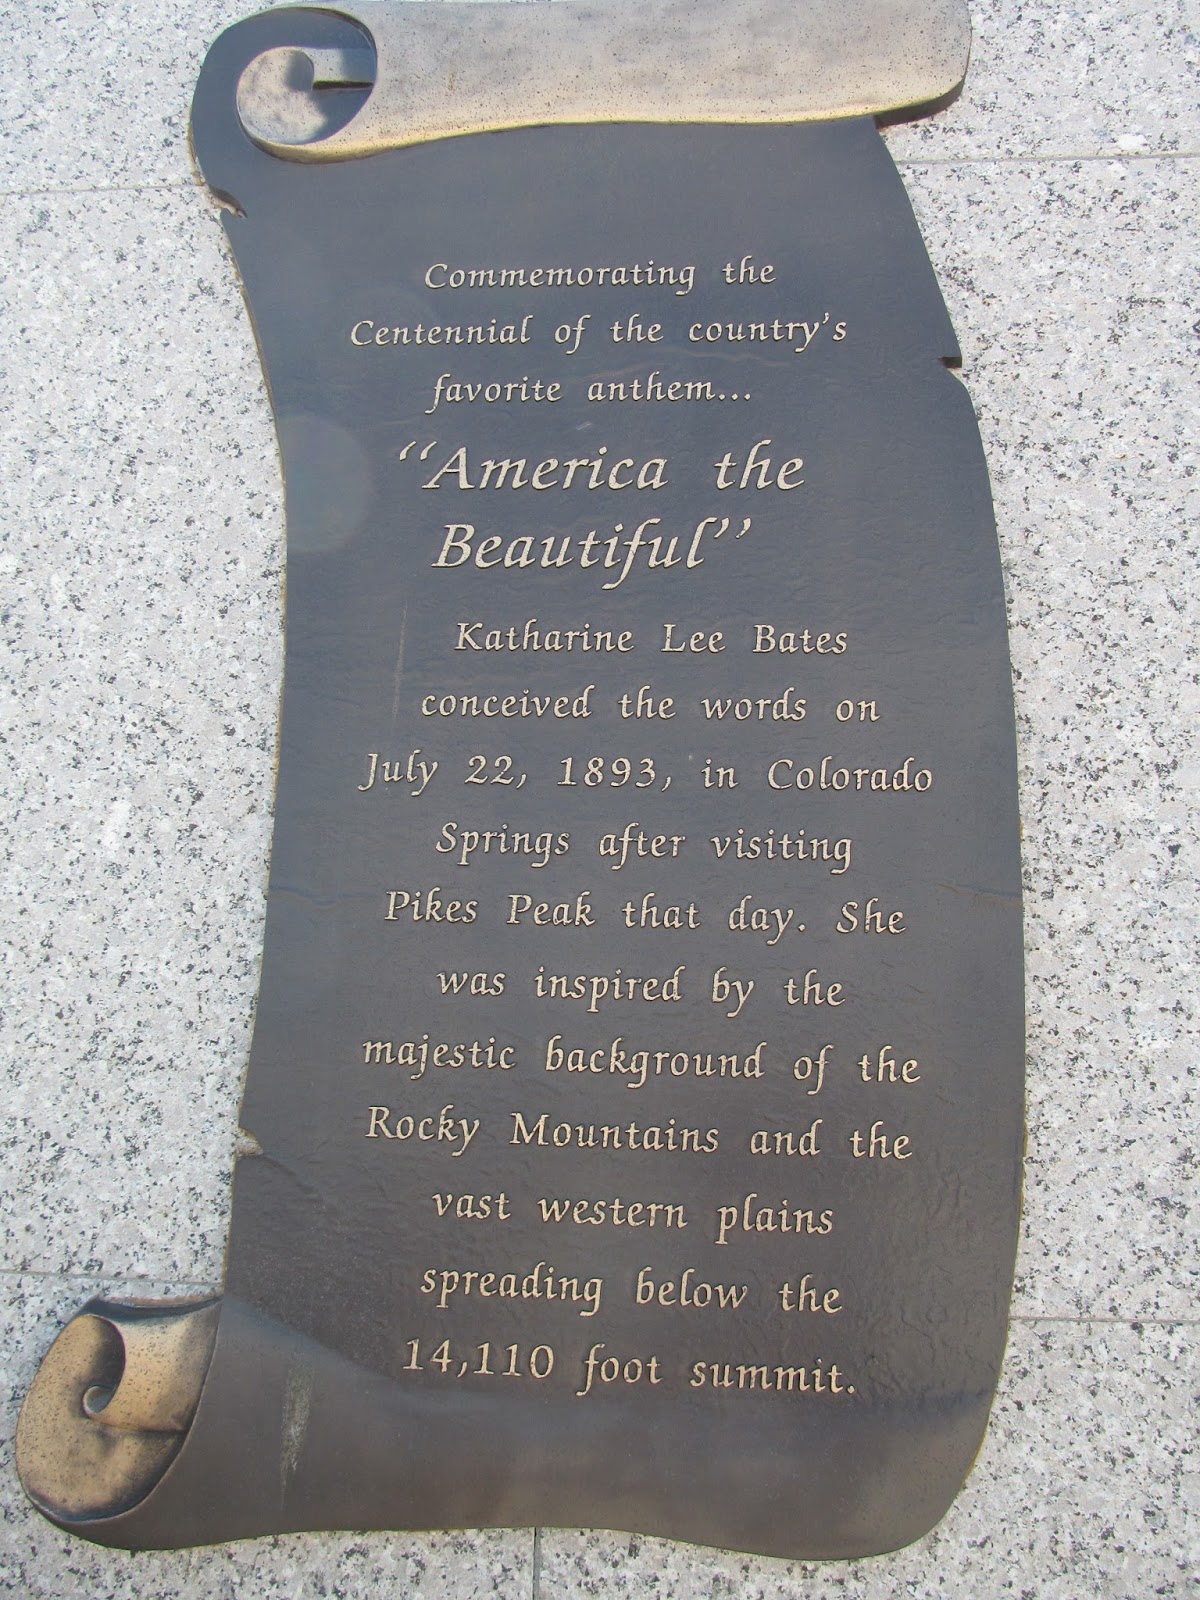 Commemorating the
Centennial of the country's
favorite anthem...
“America the
Beautiful”
Katharine Lee Bates
conceived the words on
July 22, 1893, in Colorado
Springs after visiting
Pikes Peak that day. She
was inspired by the
majestic background of the
Rocky Mountains and the
vast western plains
spreading below the
14,110 foot summit.